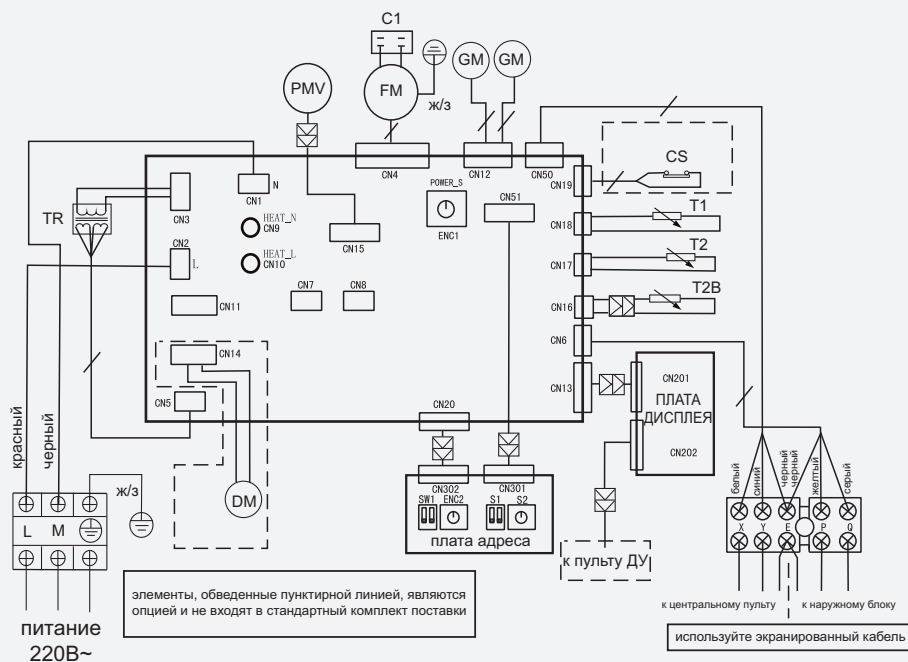 C1
GM
GM
PMV
FM
ж/з
CN4
CN12
CN50
CS
CN19
N
CN1
POWER_S
ENC1
CN51
TR
CN3
HEAT_N
CN9
CN15
T1
CN18
CN2
L
HEAT_L
CN10
T2
CN17
CN7
CN8
CN11
T2B
CN16
CN6
CN14
CN13
CN201
ПЛАТА
ДИСПЛЕЯ
CN202
CN5
CN20
красный
черный
ж/з
DM
CN302
CN301
SW1
ENC2
S1
S2
плата адреса
белый
синий
черный
черный
желтый
серый
L
M
X
Y
E
P
Q
к пульту ДУ
элементы, обведенные пунктирной линией, являются
опцией и не входят в стандартный комплект поставки
к центральному пульту
к наружному блоку
питание
220В~
используйте экранированный кабель